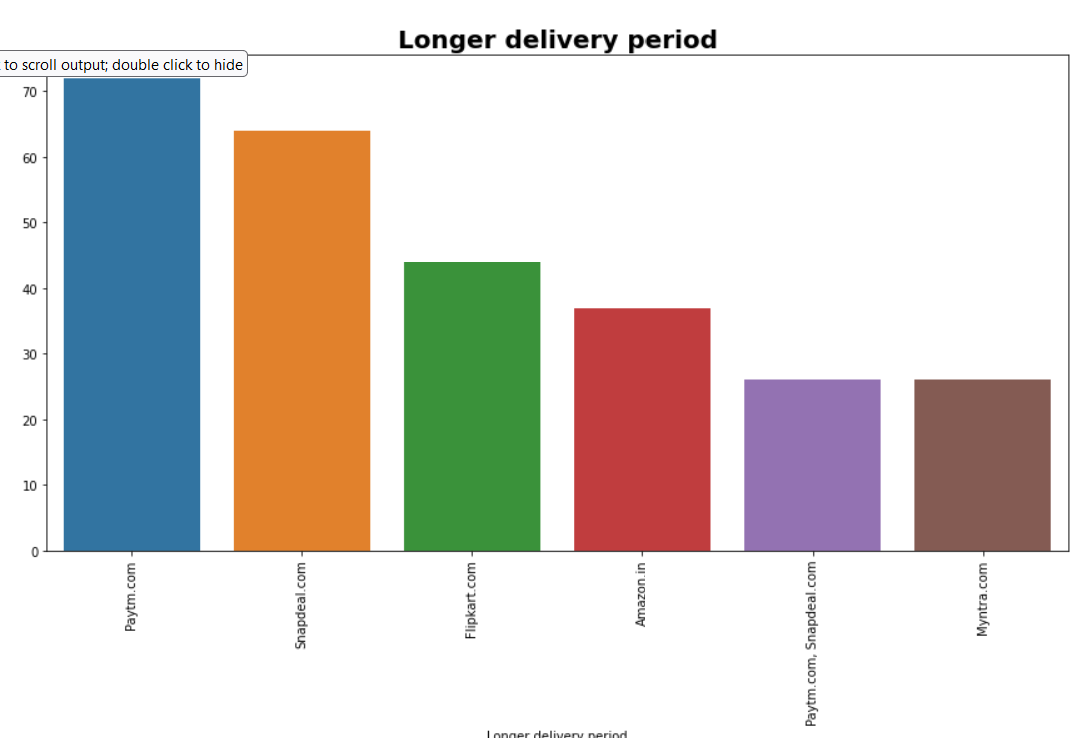 Longer delivery period
to scroll output; double click to hide
70
60
50
40
30
20
10
0
Paytm.com
Snapdeal.com
Flipkart.com
Amazon.in
Paytm.com, Snapdeal.com
Myntra.com
Longer delivery period